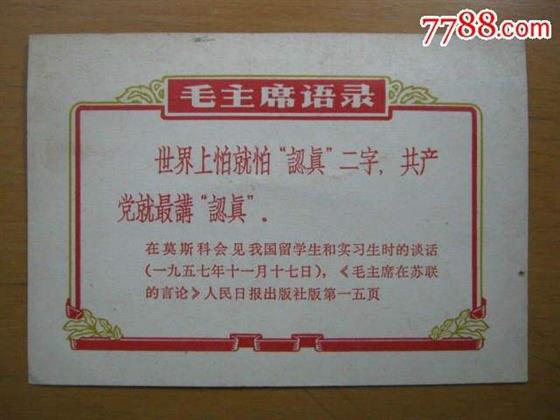 7788.com
毛主席语录
世界上怕就怕“認真”二字，共产
党就最講“認真”．
在莫斯科会见我国留学生和实习生时的谈话
(一九五七年十一月十七日)，《毛主席在苏联
的言论》人民日报出版社版第一五页